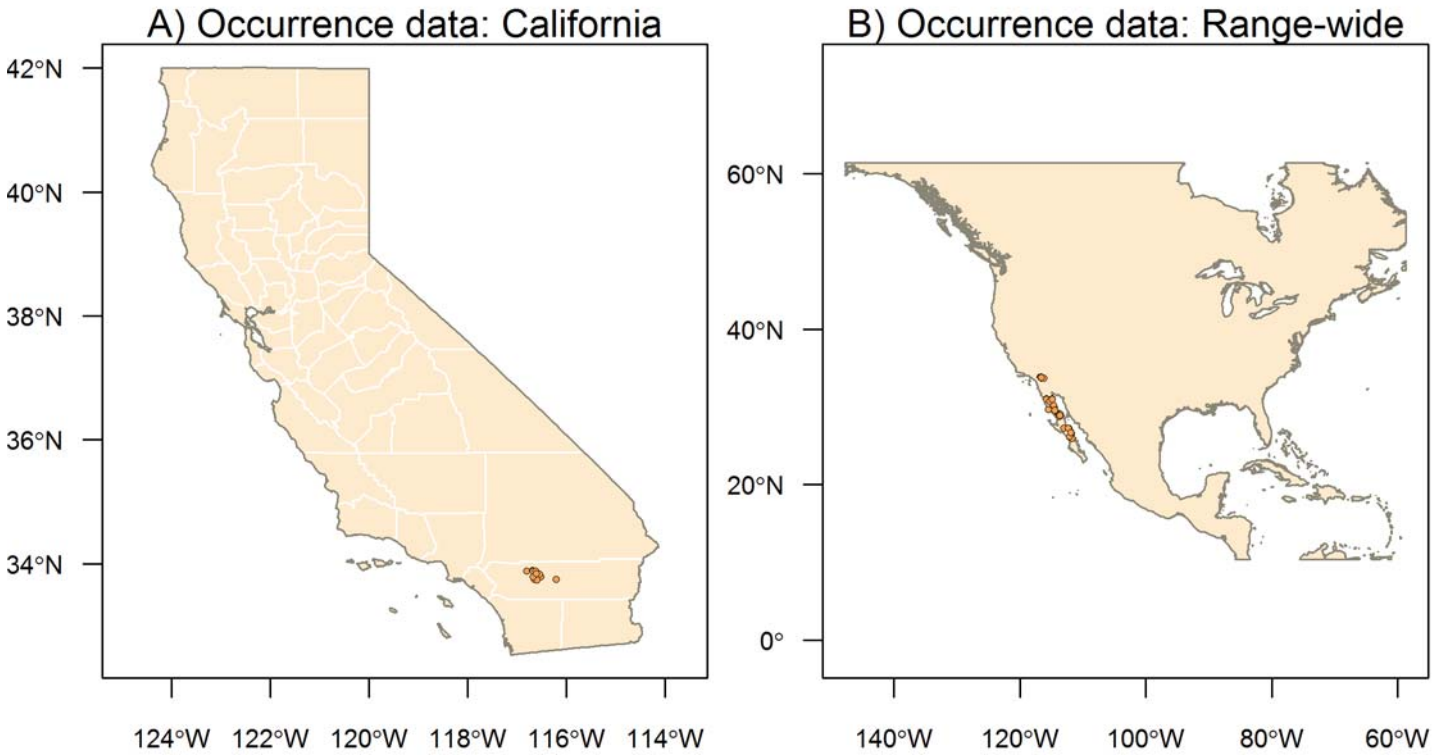 A) Occurrence data: California
42°N
40°N
38°N
36°N
34°N
124°W 122°W 120°W 118°W 116°W 114°W
B) Occurrence data: Range-wide
60°N
40°N
20°N
0°
140°W 120°W 100°W 80°W 60°W